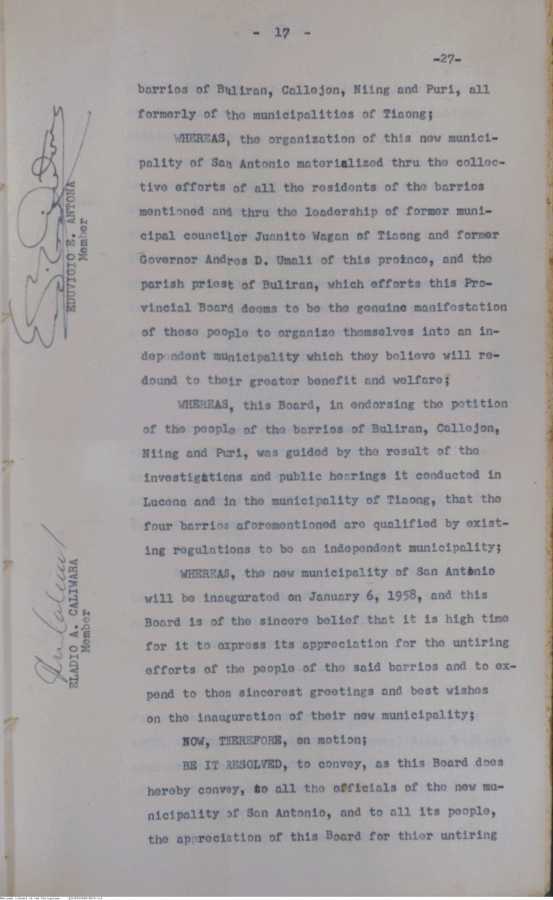 - 17 -
-27-
barrios of Buliran, Callejon, Niing and Puri, all
formerly of the municipalities of Tiaong;
WHEREAS, the organization of this new munici-
pality of San Antonio materialized thru the collec-
tive efforts of all the residents of the barrios
mentioned and thru the leadership of former muni-
cipal councilor Juanito Wagan of Tiaong and former
Governor Andres D. Umali of this proince, and the
parish priest of Buliran, which efforts this Pro-
vincial Board deems to be the genuine manifestation
of these people to organize themselves into an in-
dependent municipality which they believe will re-
dound to their greater benefit and welfare;
WHEREAS, this Board, in endorsing the petition
of the people of the barrios of Buliran, Callejon,
Niing and Puri, was guided by the result of the
investigations and public hearings it conducted in
Lucena and in the municipality of Tiaong, that the
four barrios aforementioned are qualified by exist-
ing regulations to be an independent municipality;
WHEREAS, the new municipality of San Antonio
will be inaugurated on January 6, 1958, and this
Board is of the sincere belief that it is high time
for it to express its appreciation for the untiring
efforts of the people of the said barrios and to ex-
pend to them sincerest greetings and best wishes
on the inauguration of their new municipality;
NOW, THEREFORE, on motion;
BE IT RESOLVED, to convey, as this Board does
hereby convey, to all the officials of the new mu-
nicipality of San Antonio, and to all its people,
the appreciation of this Board for thier untiring
EDUVIGIO E. ANTONA
Member
ELADIO A. CALIWARA
Member